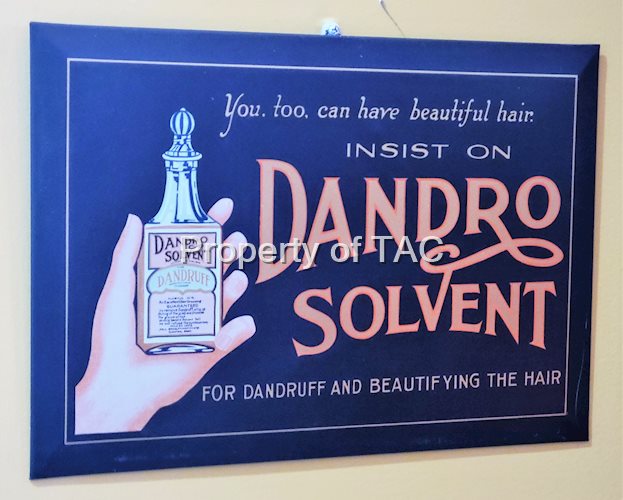 You, too, can have beautiful hair.
INSIST ON
DANDRO
SOLVENT
FOR DANDRUFF AND BEAUTIFYING THE HAIR
DANDRO
SOLVENT
DANDRUFF
GUARANTEED
Property of TAC